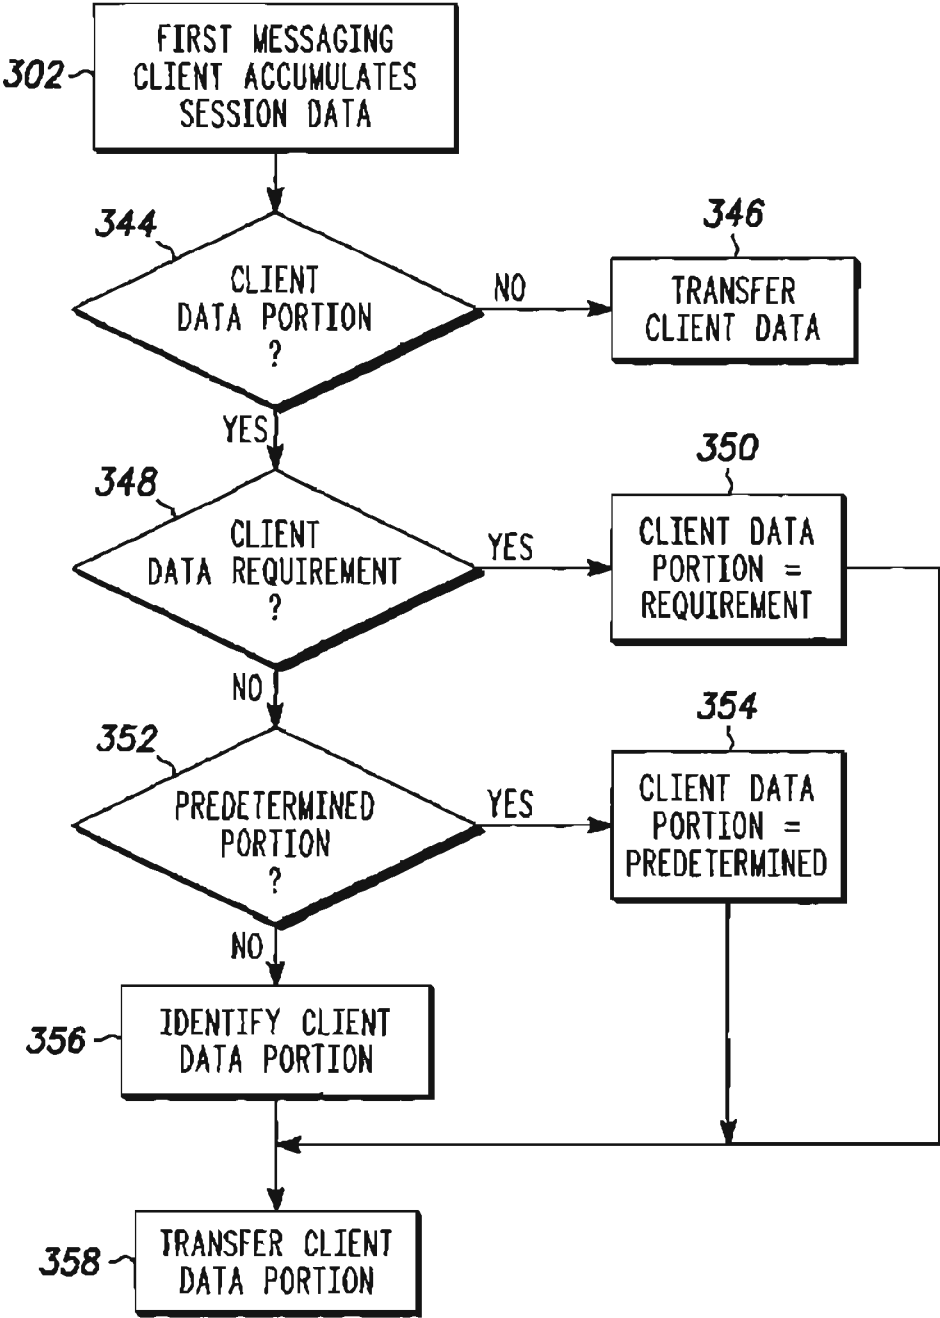 302
FIRST MESSAGING
CLIENT ACCUMULATES
SESSION DATA
344
CLIENT
DATA PORTION
?
NO
346
TRANSFER
CLIENT DATA
YES
348
CLIENT
DATA REQUIREMENT
?
YES
350
CLIENT DATA
PORTION =
REQUIREMENT
NO
352
PREDETERMINED
PORTION
?
YES
354
CLIENT DATA
PORTION =
PREDETERMINED
NO
356
IDENTIFY CLIENT
DATA PORTION
358
TRANSFER CLIENT
DATA PORTION